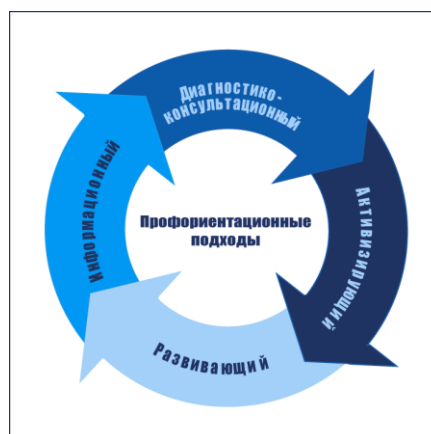 Диагностико-
консультационный
Активизирующий
Развивающий
Информационный
Профориентационные
подходы